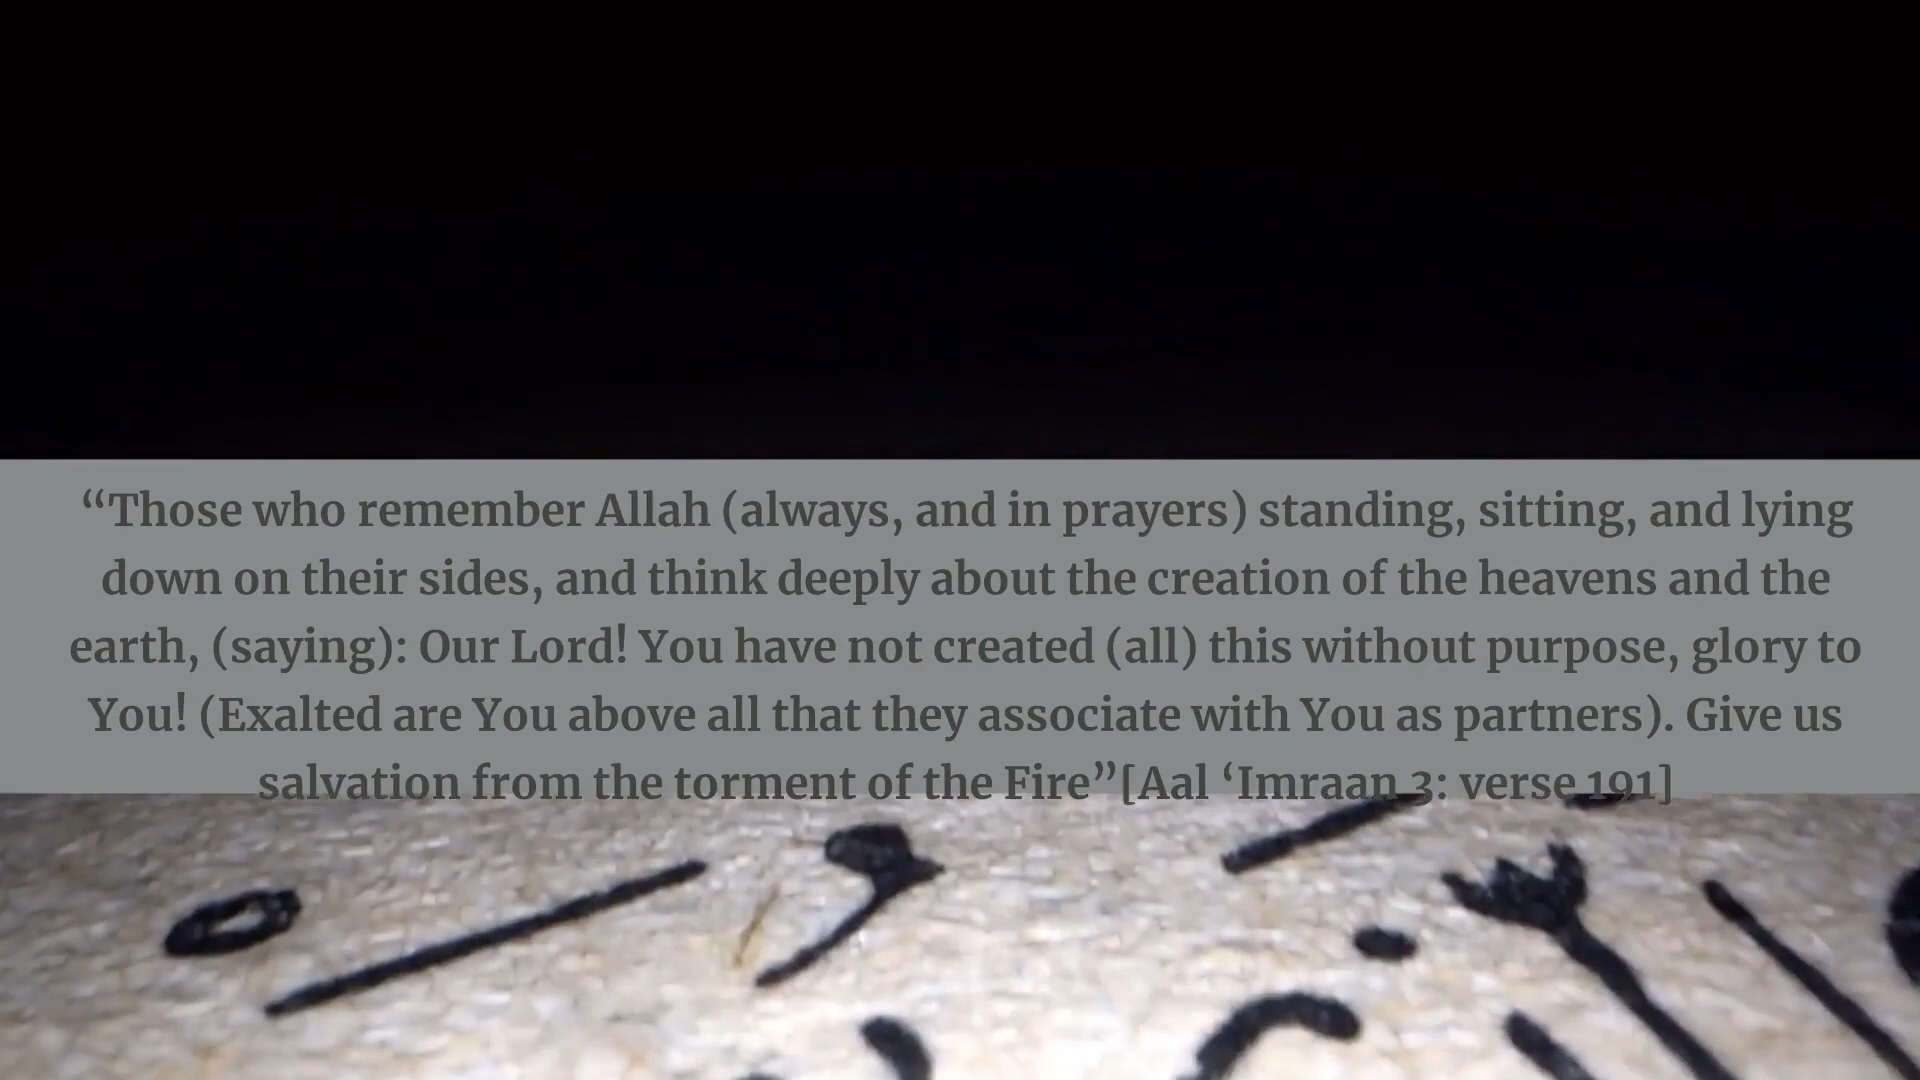 “Those who remember Allah (always, and in prayers) standing, sitting, and lying
down on their sides, and think deeply about the creation of the heavens and the
earth, (saying): Our Lord! You have not created (all) this without purpose, glory to
You! (Exalted are You above all that they associate with You as partners). Give us
salvation from the torment of the Fire”[Aal ‘Imraan 3: verse 191]